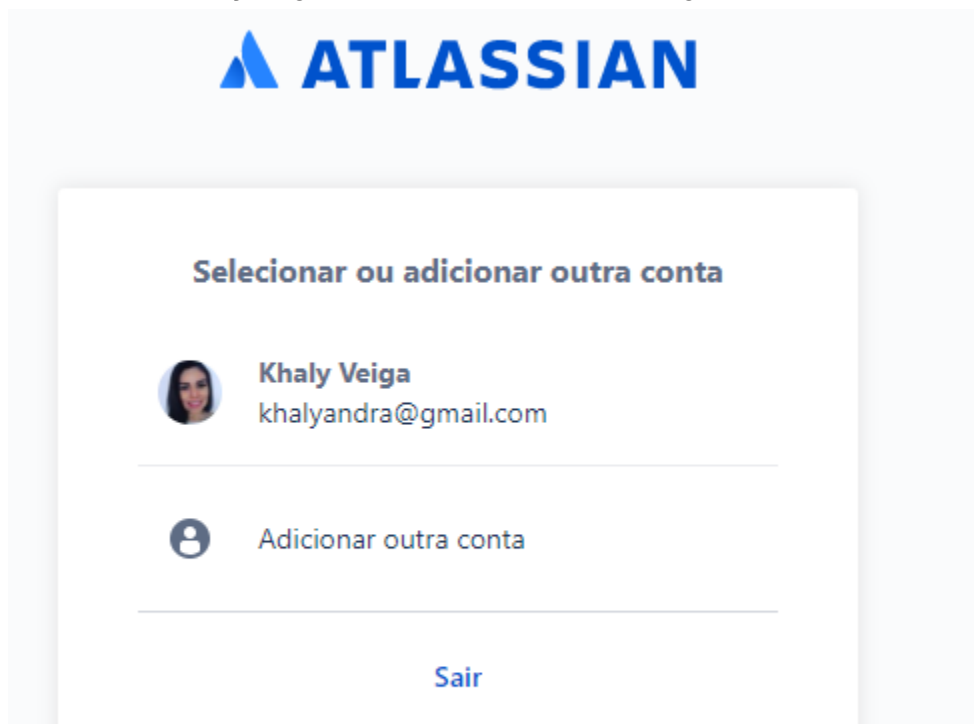 ATLASSIAN
Selecionar ou adicionar outra conta
Khaly Veiga
khalyandra@gmail.com
Adicionar outra conta
Sair